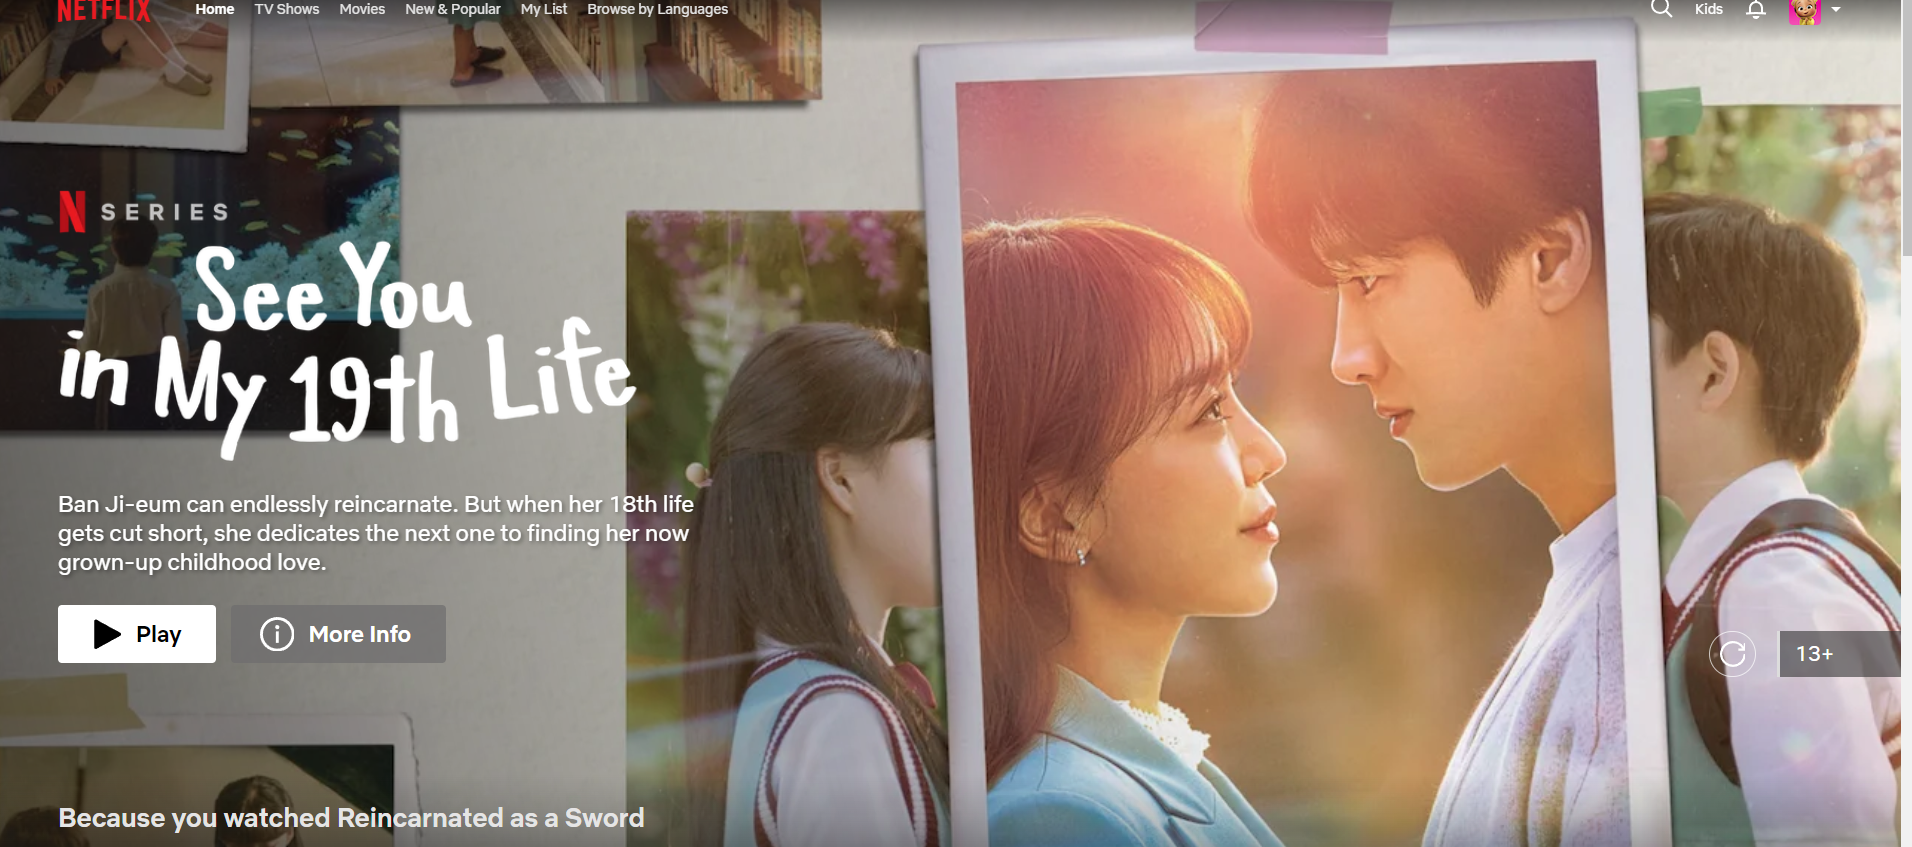 NETFLIX Home TV Shows Movies New & Popular My List Browse by Languages Kids
N SERIES
See You
in My 19th Life
Ban Ji-eum can endlessly reincarnate. But when her 18th life
gets cut short, she dedicates the next one to finding her now
grown-up childhood love.
Play More Info
13+
Because you watched Reincarnated as a Sword